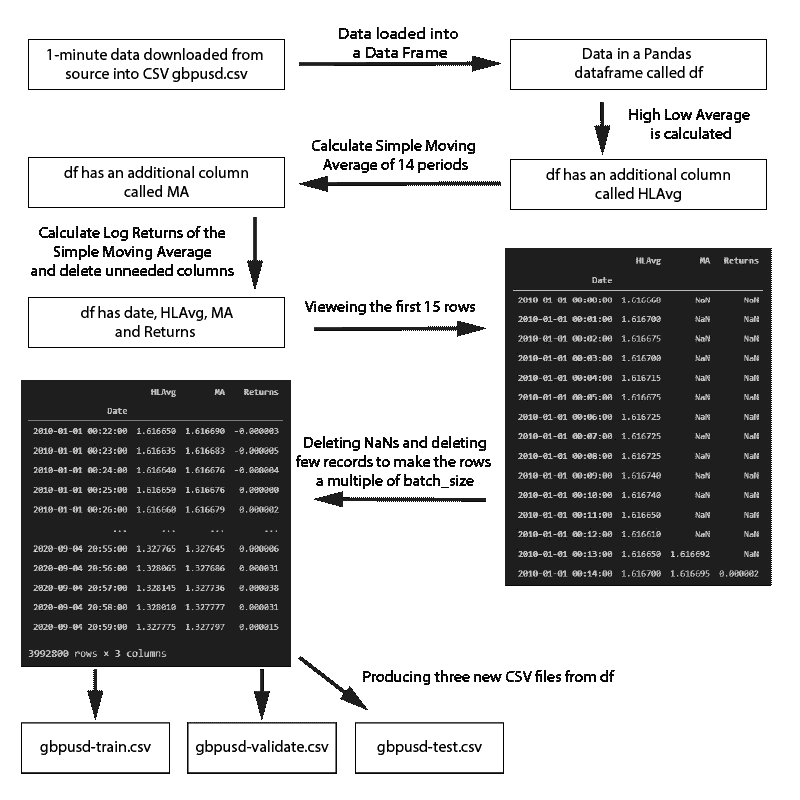 1-minute data downloaded from
source into CSV gbpusd.csv
Data loaded into
a Data Frame
Data in a Pandas
dataframe called df
High Low Average
is calculated
df has an additional column
called HLAvg
Calculate Simple Moving
Average of 14 periods
df has an additional column
called MA
Calculate Log Returns of the
Simple Moving Average
and delete unneeded columns
df has date, HLAvg, MA
and Returns
Vieweing the first 15 rows
HLAvg MA Returns
Date
2010-01-01 00:00:00 1.616660 NaN NaN
2010-01-01 00:01:00 1.616700 NaN NaN
2010-01-01 00:02:00 1.616675 NaN NaN
2010-01-01 00:03:00 1.616700 NaN NaN
2010-01-01 00:04:00 1.616715 NaN NaN
2010-01-01 00:05:00 1.616675 NaN NaN
2010-01-01 00:06:00 1.616725 NaN NaN
2010-01-01 00:07:00 1.616725 NaN NaN
2010-01-01 00:08:00 1.616725 NaN NaN
2010-01-01 00:09:00 1.616740 NaN NaN
2010-01-01 00:10:00 1.616740 NaN NaN
2010-01-01 00:11:00 1.616650 NaN NaN
2010-01-01 00:12:00 1.616610 NaN NaN
2010-01-01 00:13:00 1.616650 1.616692 NaN
2010-01-01 00:14:00 1.616700 1.616695 0.000002
Deleting NaNs and deleting
few records to make the rows
a multiple of batch_size
HLAvg MA Returns
Date
2010-01-01 00:22:00 1.616650 1.616690 -0.000003
2010-01-01 00:23:00 1.616635 1.616683 -0.000005
2010-01-01 00:24:00 1.616640 1.616676 -0.000004
2010-01-01 00:25:00 1.616650 1.616676 0.000000
2010-01-01 00:26:00 1.616660 1.616679 0.000002
... ... ... ...
2020-09-04 20:55:00 1.327765 1.327645 0.000006
2020-09-04 20:56:00 1.328065 1.327686 0.000031
2020-09-04 20:57:00 1.328145 1.327736 0.000038
2020-09-04 20:58:00 1.328010 1.327777 0.000031
2020-09-04 20:59:00 1.327775 1.327797 0.000015
3992800 rows × 3 columns
Producing three new CSV files from df
gbpusd-train.csv
gbpusd-validate.csv
gbpusd-test.csv